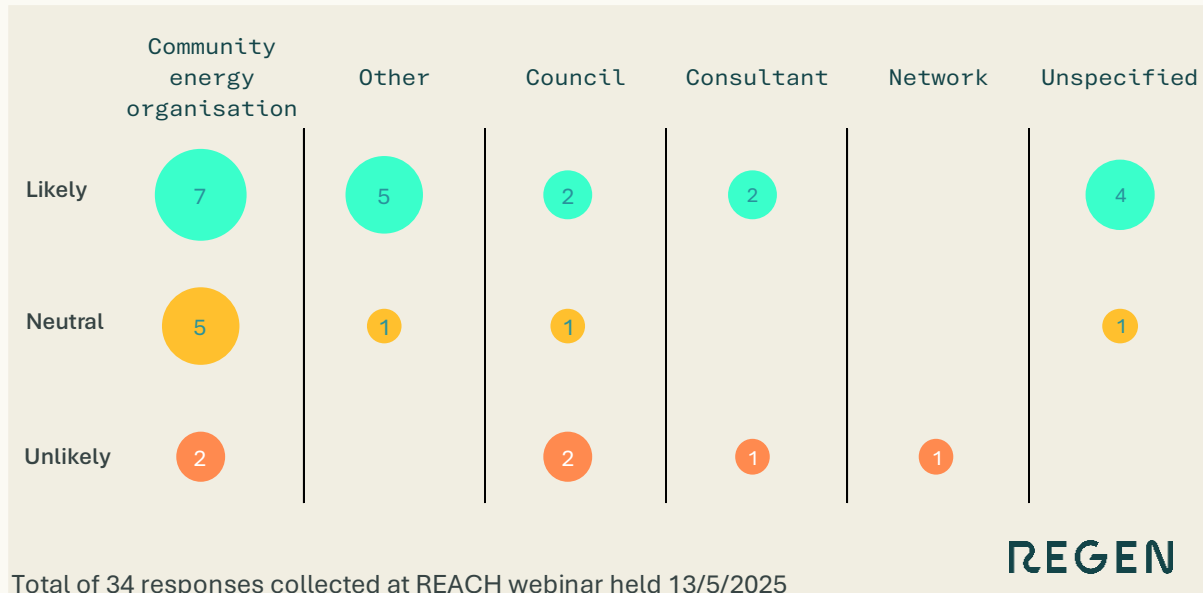 Community
energy
organisation
Other
Council
Consultant
Network
Unspecified
Likely
7
5
2
2
4
Neutral
5
1
1
1
Unlikely
2
2
1
1
REGEN
Total of 34 responses collected at REACH webinar held 13/5/2025